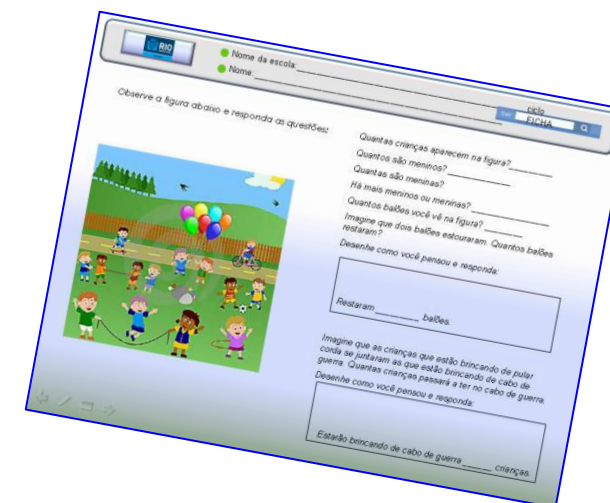 RIO
Nome da escola:
Nome:
ciclo
FICHA
Observe a figura abaixo e responda as questões:
Quantas crianças aparecem na figura?
Quantos são meninos?
Quantas são meninas?
Há mais meninos ou meninas?
Quantos balões você vê na figura?
Imagine que dois balões estouraram. Quantos balões
restaram?
Desenhe como você pensou e responda:
Restaram ________ balões.
Imagine que as crianças que estão brincando de pular
corda se juntaram as que estão brincando de cabo de
guerra. Quantas crianças passará a ter no cabo de guerra.
Desenhe como você pensou e responda:
Estarão brincando de cabo de guerra ______ crianças.